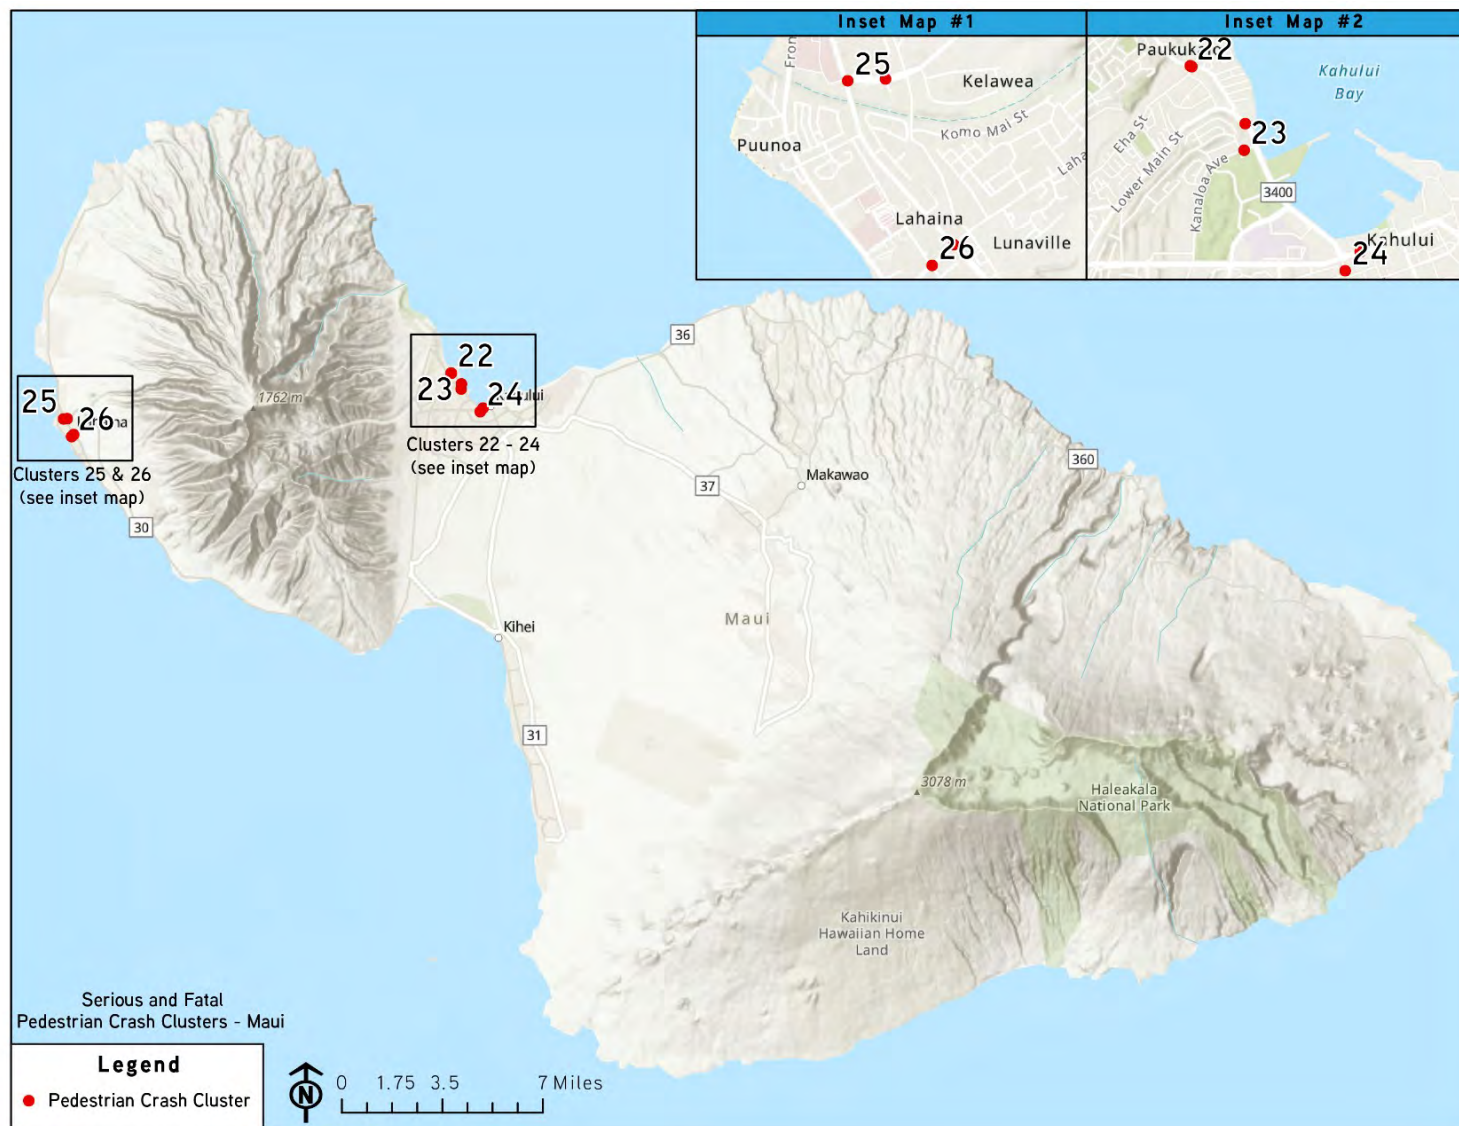 Inset Map #1
Inset Map #2
Fron
25
Kelawea
Komo Mai St
Laha
Puunoa
Lahaina
26
Lunaville
Paukukalo
22
Kahului
Bay
Eha St
Lower Main St
23
Kanaloa Ave
3400
Kahului
24
36
22
23
24
Clusters 22 - 24
(see inset map)
25
26
Clusters 25 & 26
(see inset map)
1762 m
30
37
Makawao
360
Kihei
Maui
31
3078 m
Haleakala
National Park
Kahikinui
Hawaiian Home
Land
Serious and Fatal
Pedestrian Crash Clusters - Maui
Legend
Pedestrian Crash Cluster
N
0 1.75 3.5 7 Miles